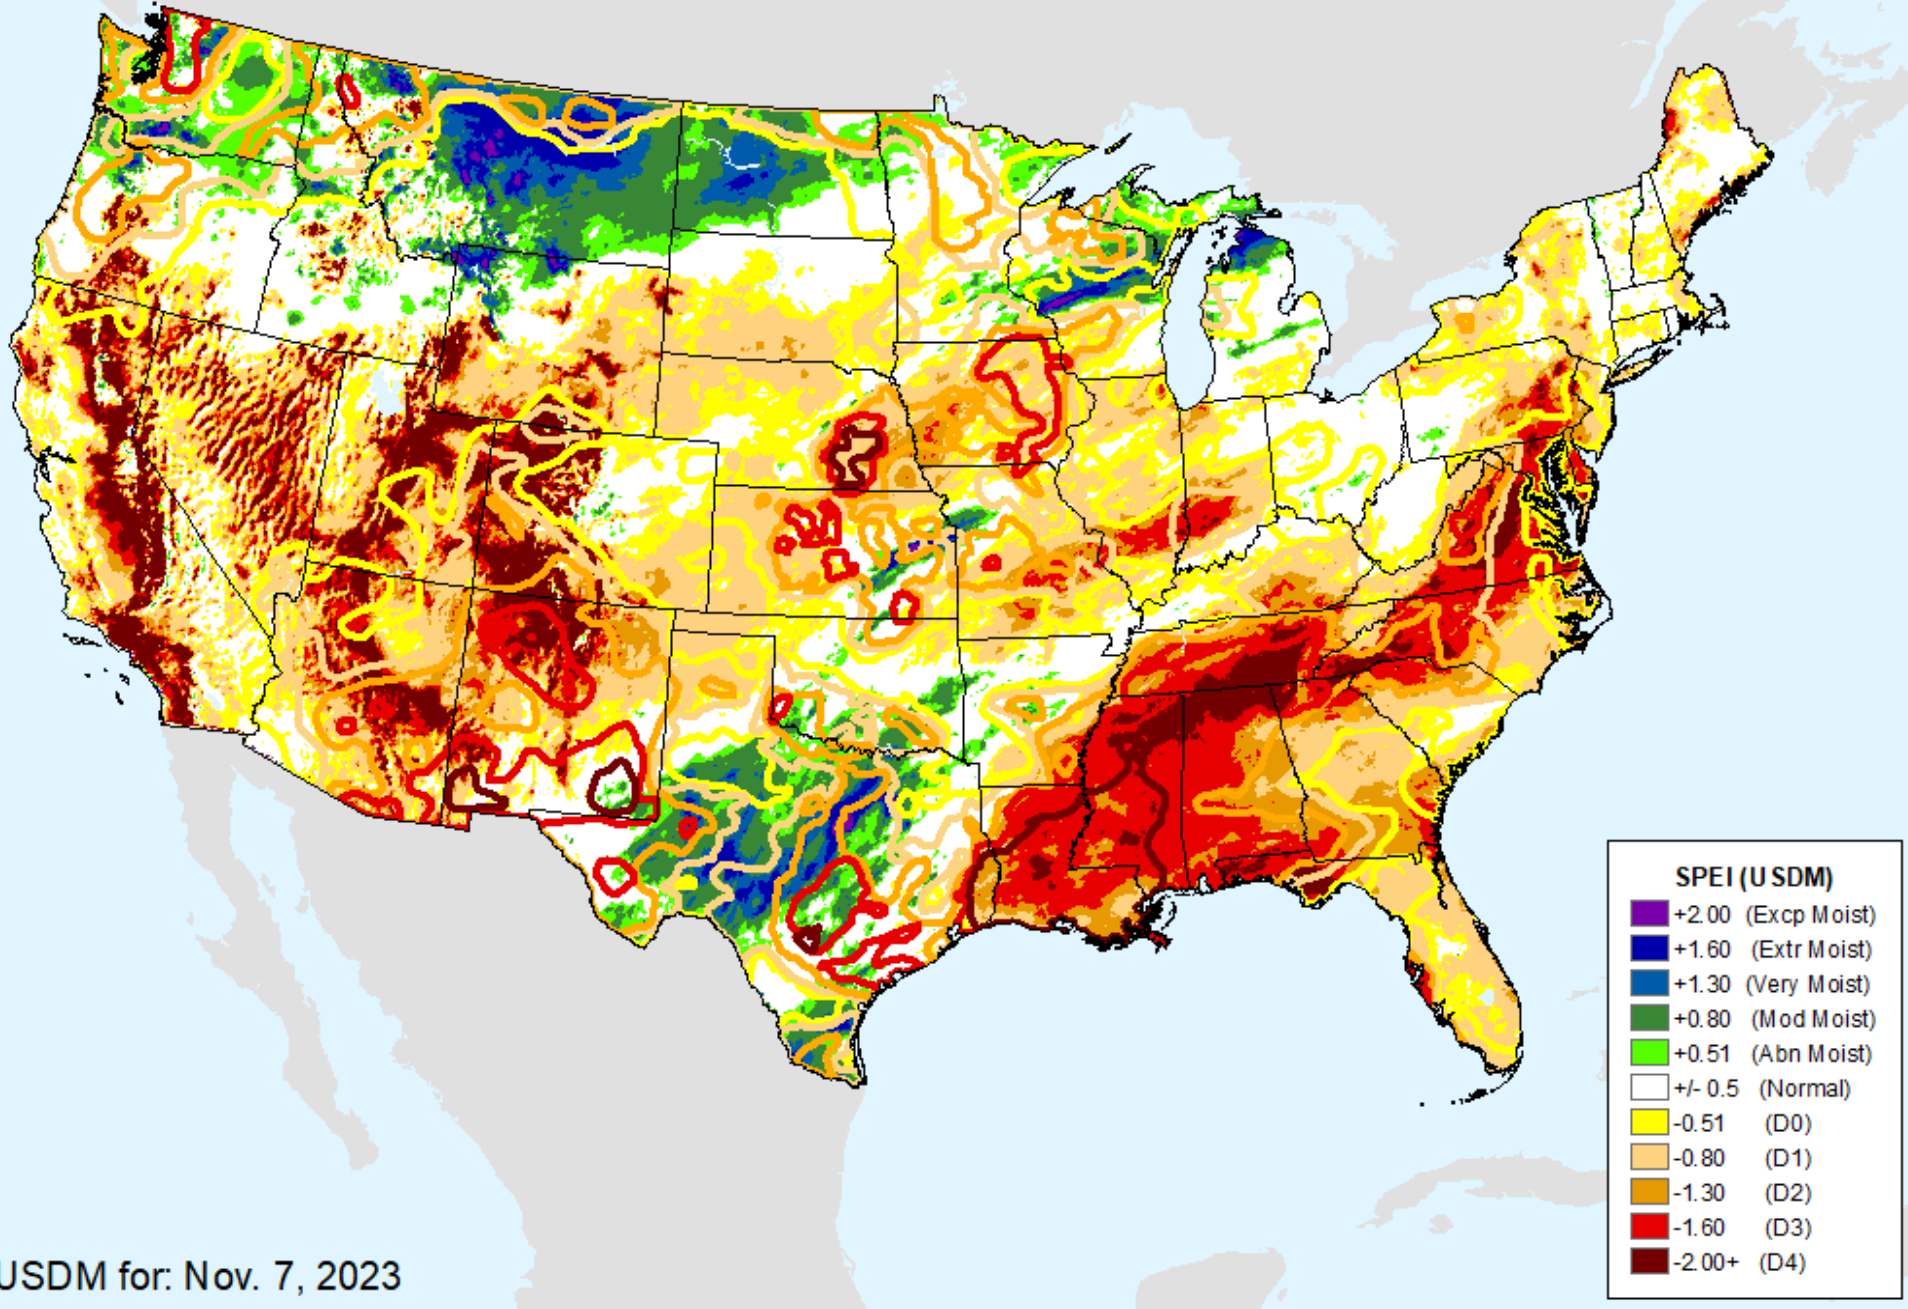 SPEI (USDM)
+2.00 (Excp Moist)
+1.60 (Extr Moist)
+1.30 (Very Moist)
+0.80 (Mod Moist)
+0.51 (Abn Moist)
+/- 0.5 (Normal)
-0.51 (D0)
-0.80 (D1)
-1.30 (D2)
-1.60 (D3)
-2.00+ (D4)
USDM for: Nov. 7, 2023